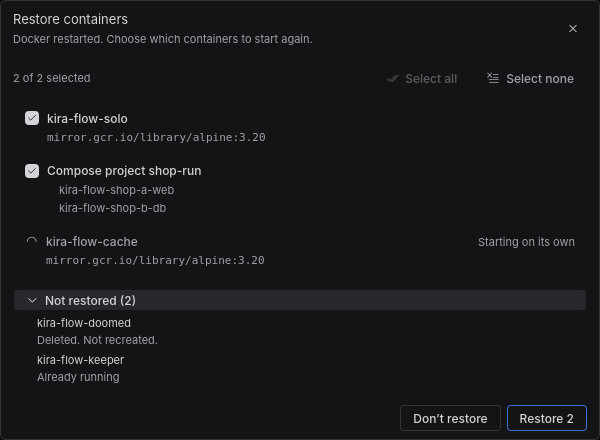 Restore containers
Docker restarted. Choose which containers to start again.
2 of 2 selected
Select all
Select none
kira-flow-solo
mirror.gcr.io/library/alpine:3.20
Compose project shop-run
kira-flow-shop-a-web
kira-flow-shop-b-db
kira-flow-cache
Starting on its own
mirror.gcr.io/library/alpine:3.20
Not restored (2)
kira-flow-doomed
Deleted. Not recreated.
kira-flow-keeper
Already running
Don't restore
Restore 2